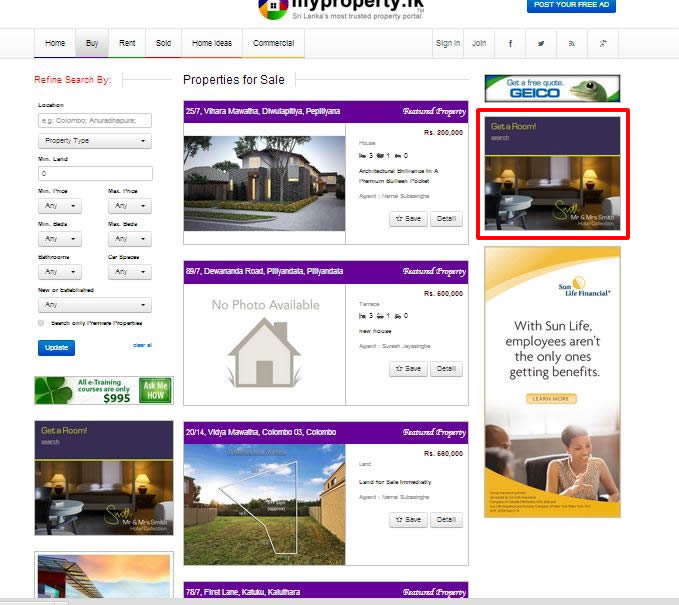 myproperty.lk
Sri Lanka's most trusted property portal
POST YOUR FREE AD
Home
Buy
Rent
Sold
Home Ideas
Commercial
Sign in
Join
Refine Search By:
Location
e.g: Colombo; Anuradhapura;
Property Type
Min. Land
0
Min. Price
Max. Price
Any
Any
Min. Beds
Max. Beds
Any
Any
Bathrooms
Car Spaces
Any
Any
New or Established
Any
Search only Premiere Properties
Update
clear all
All e-Training
courses are only
$995
Ask Me
HOW
Get a Room!
search
Smith
Mr & Mrs Smith
Hotel Collection
Properties for Sale
25/7, Vihara Mawatha, Diwulapitiya, Pepiliyana
Featured Property
Rs. 200,000
House
3 1 0
Architectural Brilliance In A
Premium Bulleen Pocket
Agent : Namal Subasinghe
Save
Detail
89/7, Dewananda Road, Piliyandala, Piliyandala
Featured Property
No Photo Available
Rs. 600,000
Terrace
3 1 0
new house
Agent : Suresh Jayasinghe
Save
Detail
20/14, Vidya Mawatha, Colombo 03, Colombo
Featured Property
(approx)
Rs. 560,000
Land
Land for Sale Immediatly
Agent : Namal Subasinghe
Save
Detail
78/7, First Lane, Katuku, Kaluthara
Featured Property
Get a free quote.
GEICO
Get a Room!
search
Smith
Mr & Mrs Smith
Hotel Collection
Sun
Life Financial
With Sun Life,
employees aren't
the only ones
getting benefits.
LEARN MORE